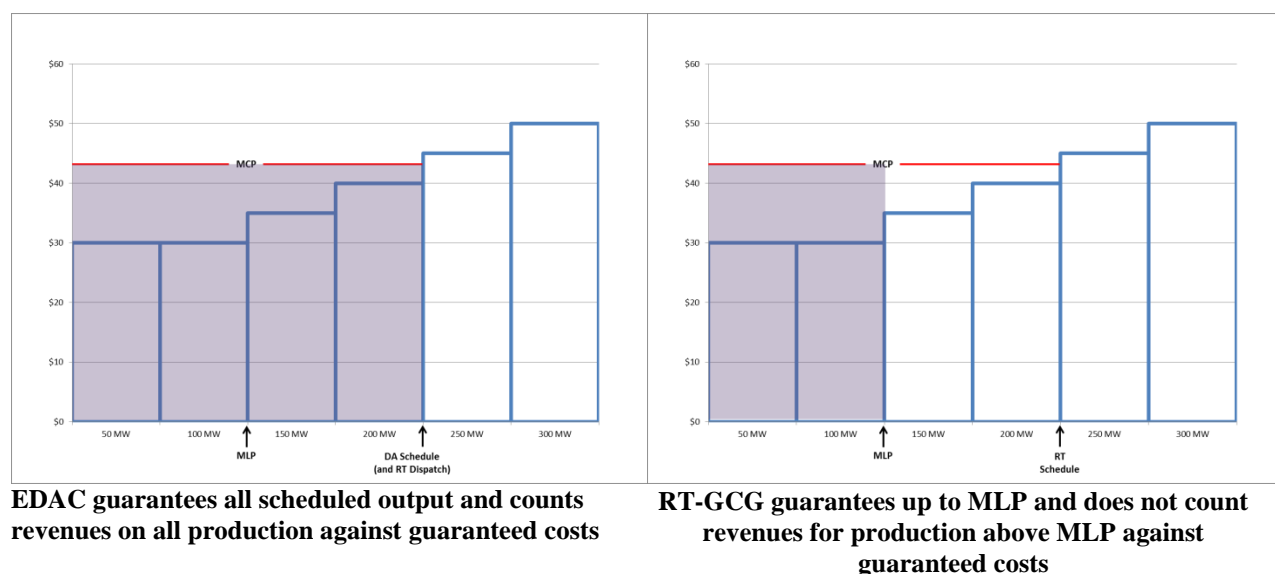 $60
$50
$40
$30
$20
$10
$0
MCP
50 MW
100 MW
150 MW
200 MW
250 MW
300 MW
MLP
DA Schedule
(and RT Dispatch)
EDAC guarantees all scheduled output and counts
revenues on all production against guaranteed costs
$60
$50
$40
$30
$20
$10
$0
MCP
50 MW
100 MW
150 MW
200 MW
250 MW
300 MW
MLP
RT
Schedule
RT-GCG guarantees up to MLP and does not count
revenues for production above MLP against
guaranteed costs